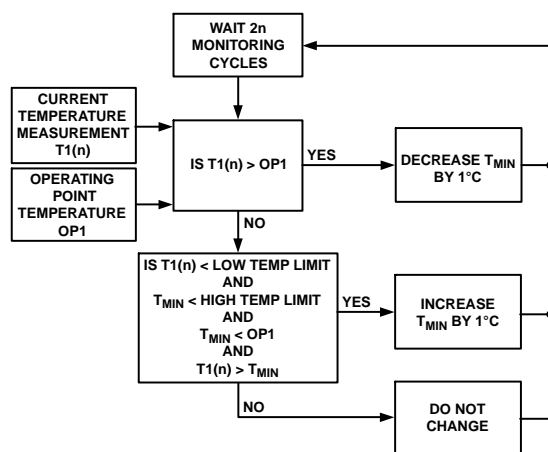 WAIT 2n
MONITORING
CYCLES
CURRENT
TEMPERATURE
MEASUREMENT
T1(n)
IS T1(n) > OP1
YES
DECREASE TMIN
BY 1°C
OPERATING
POINT
TEMPERATURE
OP1
NO
IS T1(n) < LOW TEMP LIMIT
AND
TMIN < HIGH TEMP LIMIT
AND
TMIN < OP1
AND
T1(n) > TMIN
YES
INCREASE
TMIN BY 1°C
NO
DO NOT
CHANGE